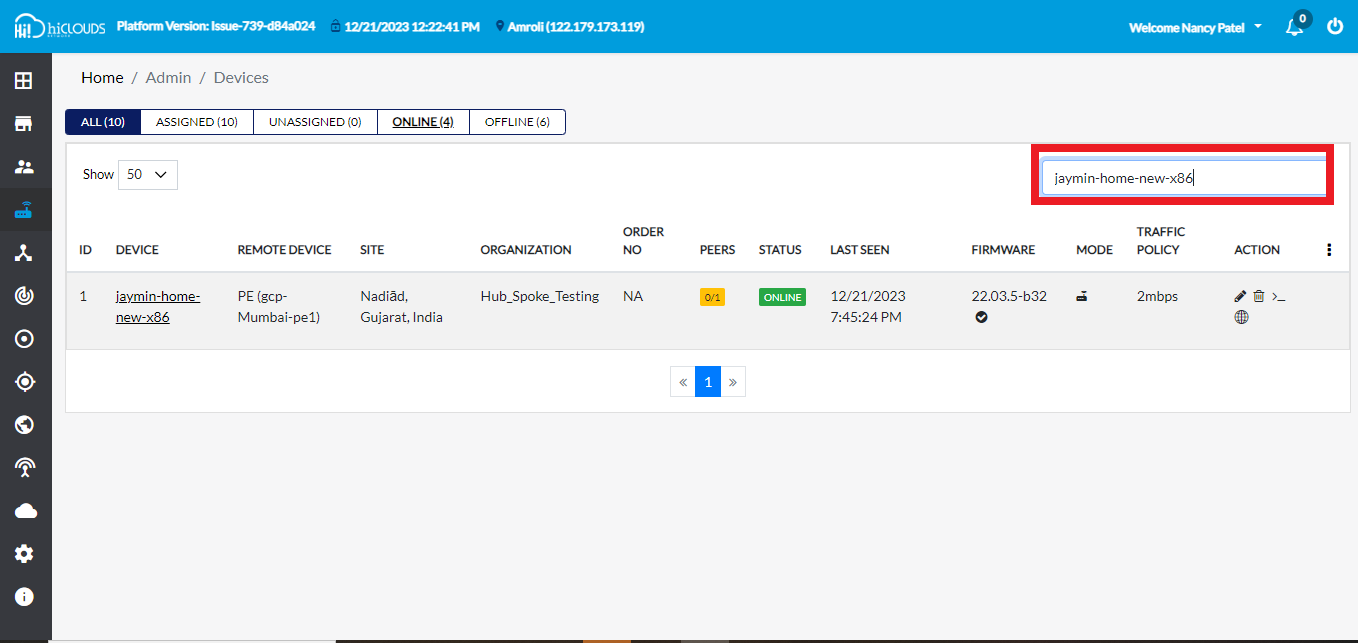 Hi! hiCLOUDS Platform Version: Issue-739-d84a024 12/21/2023 12:22:41 PM Amroli (122.179.173.119) Welcome Nancy Patel 0
NETWORK
Home / Admin / Devices
ALL (10) ASSIGNED (10) UNASSIGNED (0) ONLINE (4) OFFLINE (6)
Show 50 jaymin-home-new-x86
ID DEVICE REMOTE DEVICE SITE ORGANIZATION ORDER NO PEERS STATUS LAST SEEN FIRMWARE MODE TRAFFIC POLICY ACTION
1 jaymin-home- PE (gcp- Nadiād, Hub_Spoke_Testing NA 0/1 ONLINE 12/21/2023 22.03.5-b32 2mbps
new-x86 Mumbai-pe1) Gujarat, India 7:45:24 PM
« 1 »